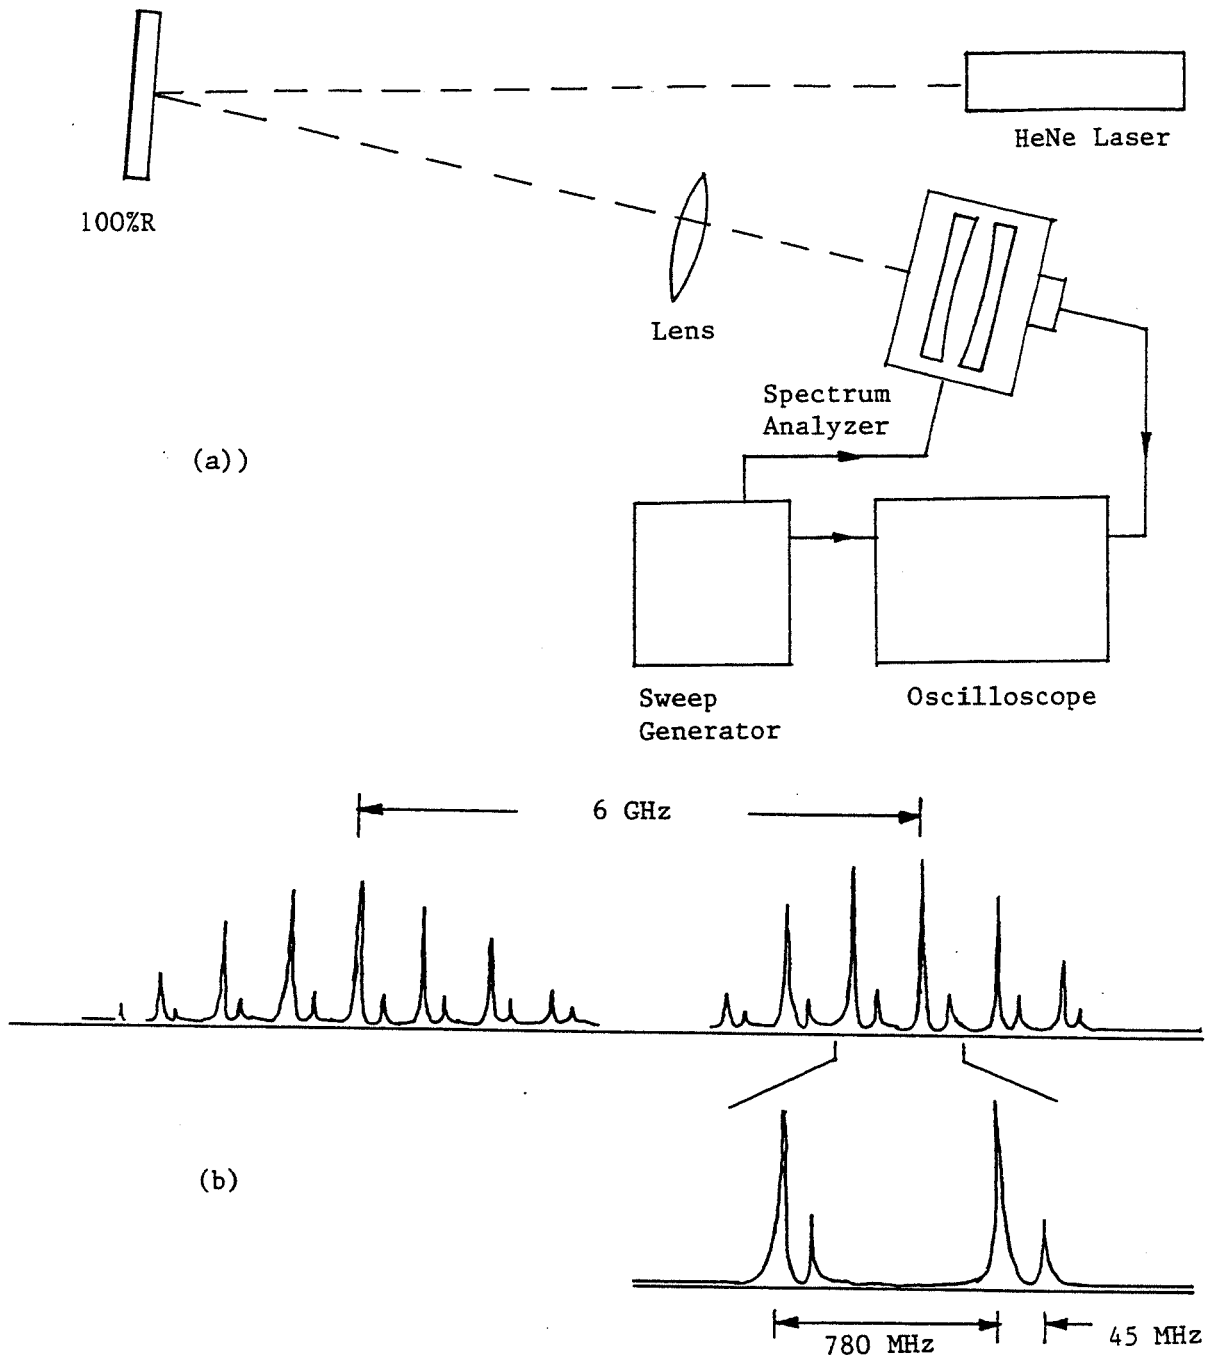 HeNe Laser
100%R
Lens
Spectrum
Analyzer
(a))
Sweep
Generator
Oscilloscope
6 GHz
(b)
780 MHz
45 MHz